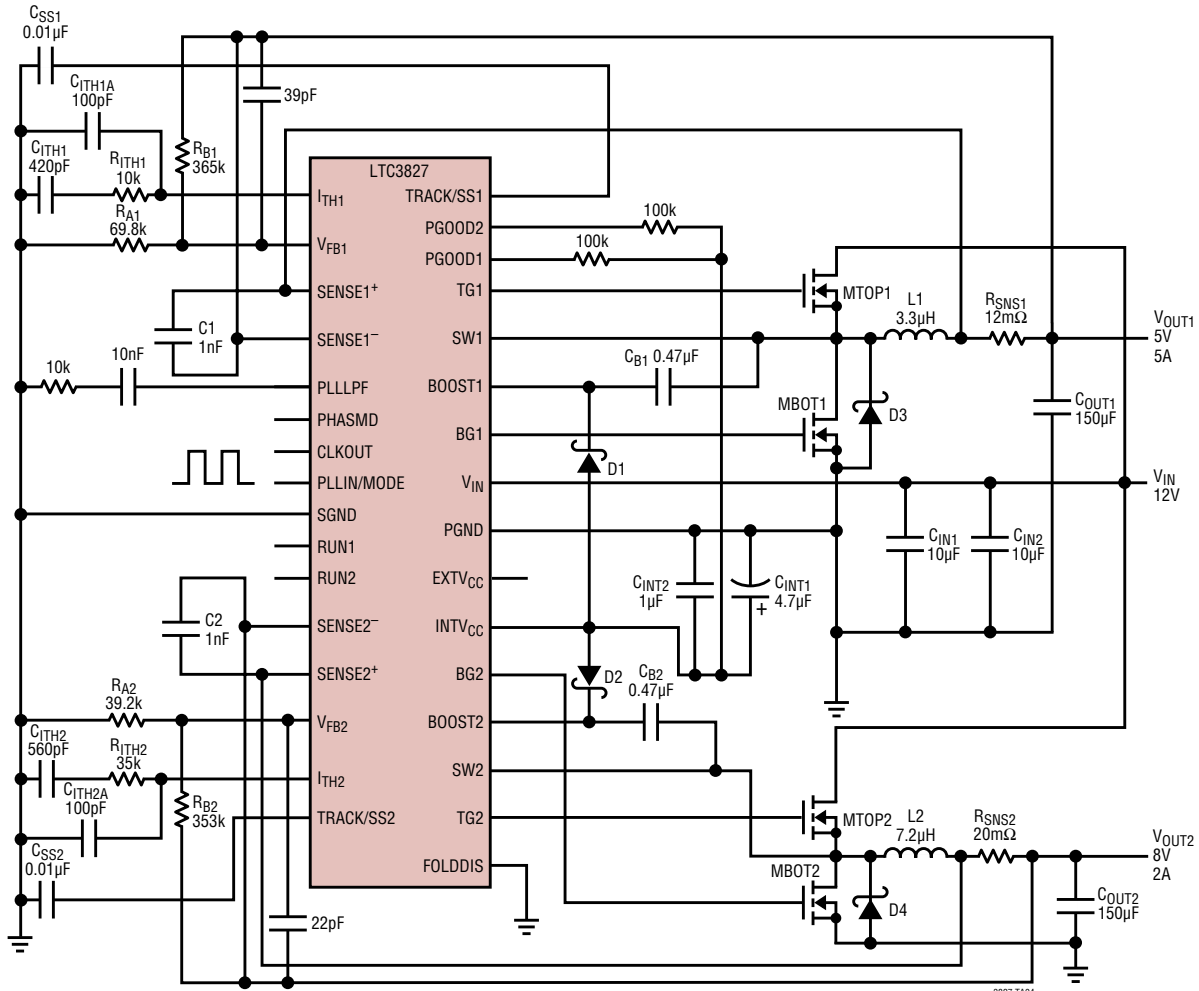 CSS1
0.01µF
CITH1A
100pF
39pF
CITH1
420pF
RITH1
10k
RB1
365k
RA1
69.8k
LTC3827
ITH1
TRACK/SS1
PGOOD2
100k
VFB1
PGOOD1
100k
SENSE1+
TG1
MTOP1
L1
3.3µH
RSNS1
12mΩ
VOUT1
5V
5A
C1
1nF
SENSE1–
SW1
CB1 0.47µF
10k
10nF
PLLLPF
BOOST1
COUT1
150µF
MBOT1
D3
PHASMD
BG1
CLKOUT
D1
PLLIN/MODE
VIN
VIN
12V
SGND
PGND
CIN1
10µF
CIN2
10µF
RUN1
RUN2
EXTVCC
CINT2
1µF
CINT1
4.7µF
+
C2
1nF
SENSE2–
INTVCC
SENSE2+
BG2
D2
CB2
0.47µF
RA2
39.2k
VFB2
BOOST2
CITH2
560pF
RITH2
35k
ITH2
SW2
CITH2A
100pF
RB2
353k
TRACK/SS2
TG2
MTOP2
L2
7.2µH
RSNS2
20mΩ
VOUT2
8V
2A
CSS2
0.01µF
FOLDDIS
MBOT2
D4
COUT2
150µF
22pF